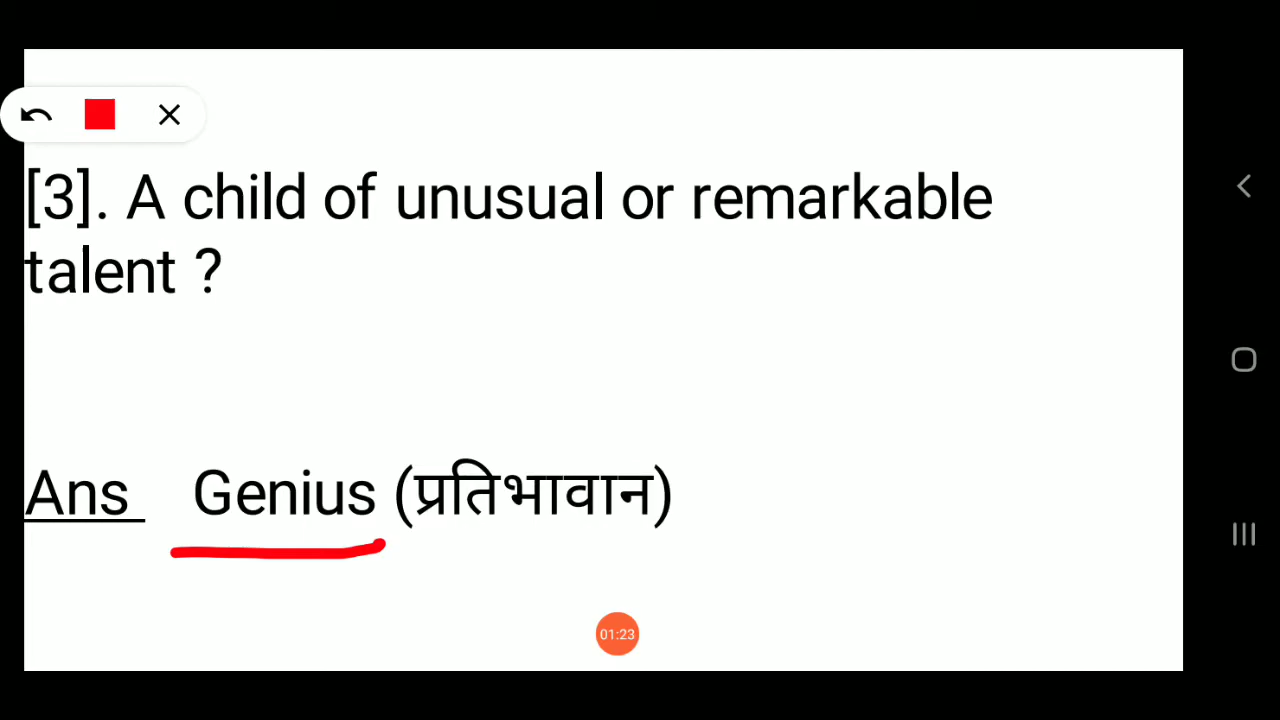 [3]. A child of unusual or remarkable
talent ?
Ans Genius (प्रतिभावान)
01:23